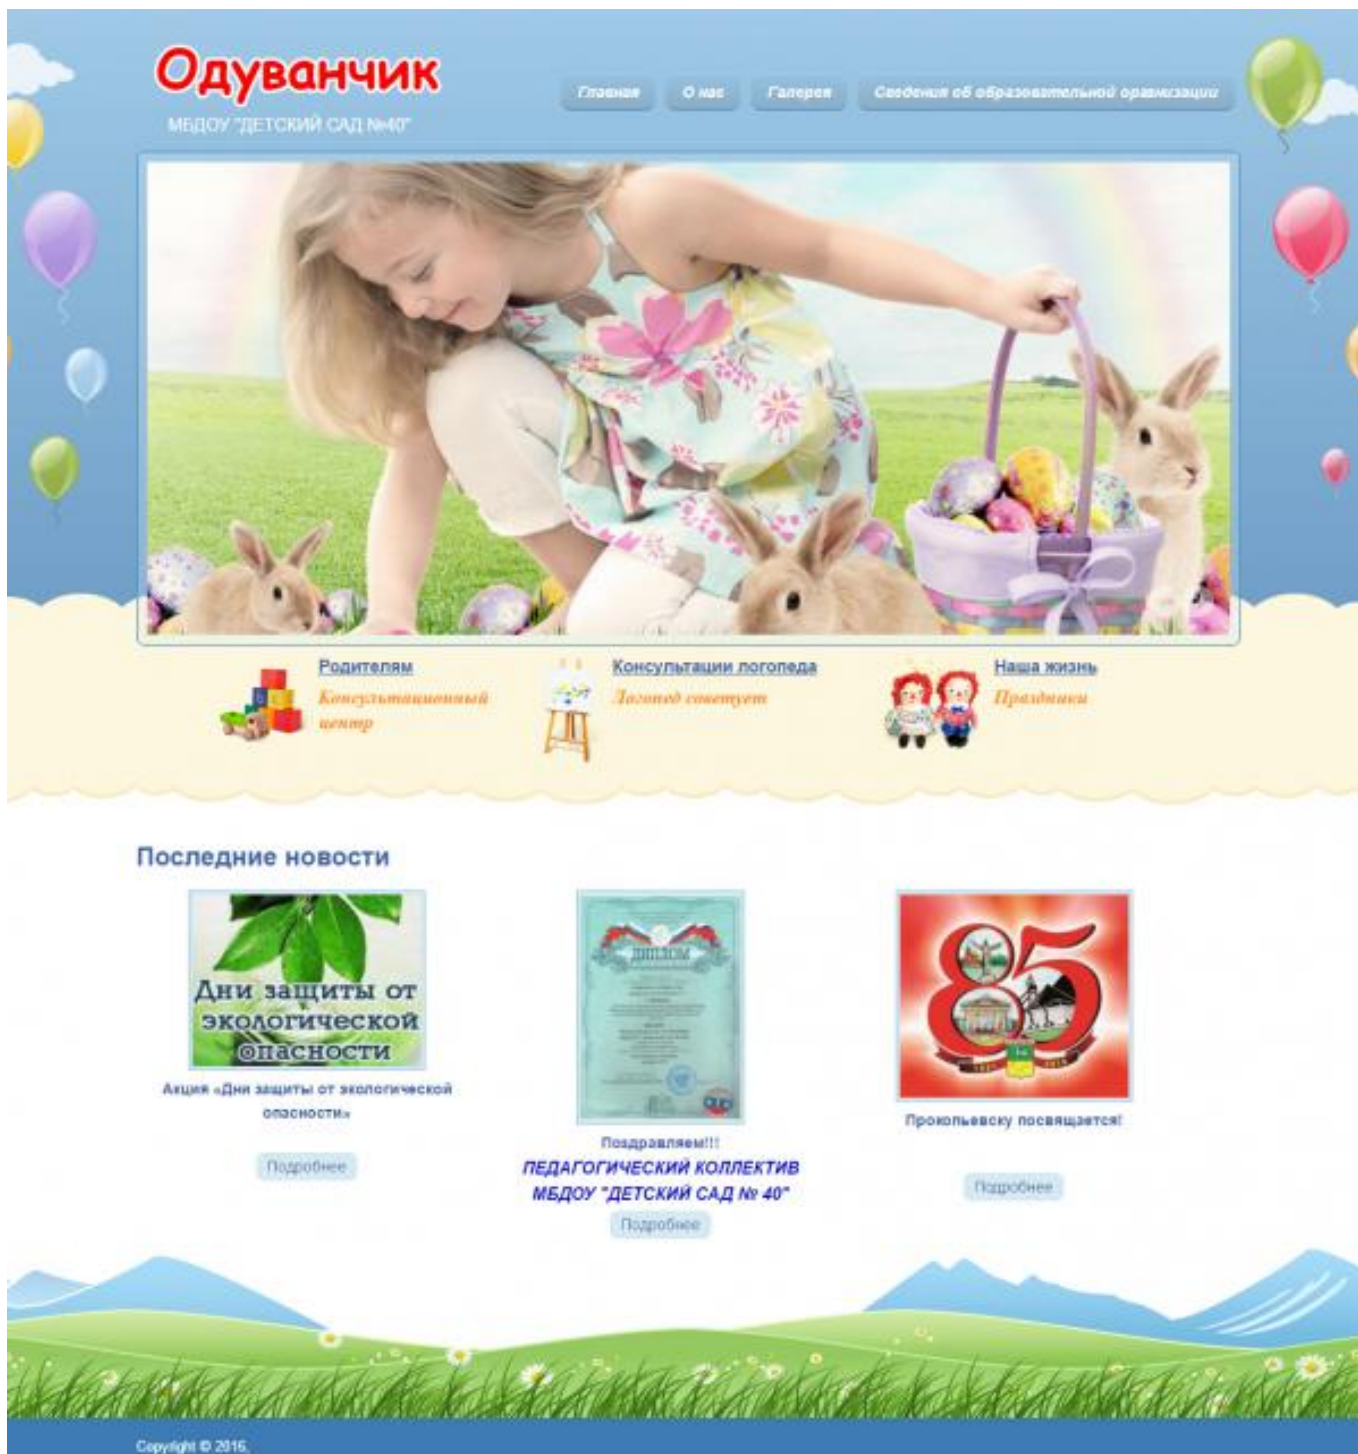 Одуванчик
МБДОУ "ДЕТСКИЙ САД №40"
Главная
О нас
Галерея
Сведения об образовательной организации
Родителям
Консультационный
центр
Консультации логопеда
Логопед советует
Наша жизнь
Праздники
Последние новости
Дни защиты от
экологической
опасности
Акция «Дни защиты от экологической
опасности»
Подробнее
ДИПЛОМ
Поздравляем!!!
ПЕДАГОГИЧЕСКИЙ КОЛЛЕКТИВ
МБДОУ "ДЕТСКИЙ САД № 40"
Подробнее
85
Прокопьевску посвящается!
Подробнее
Copyright © 2016,